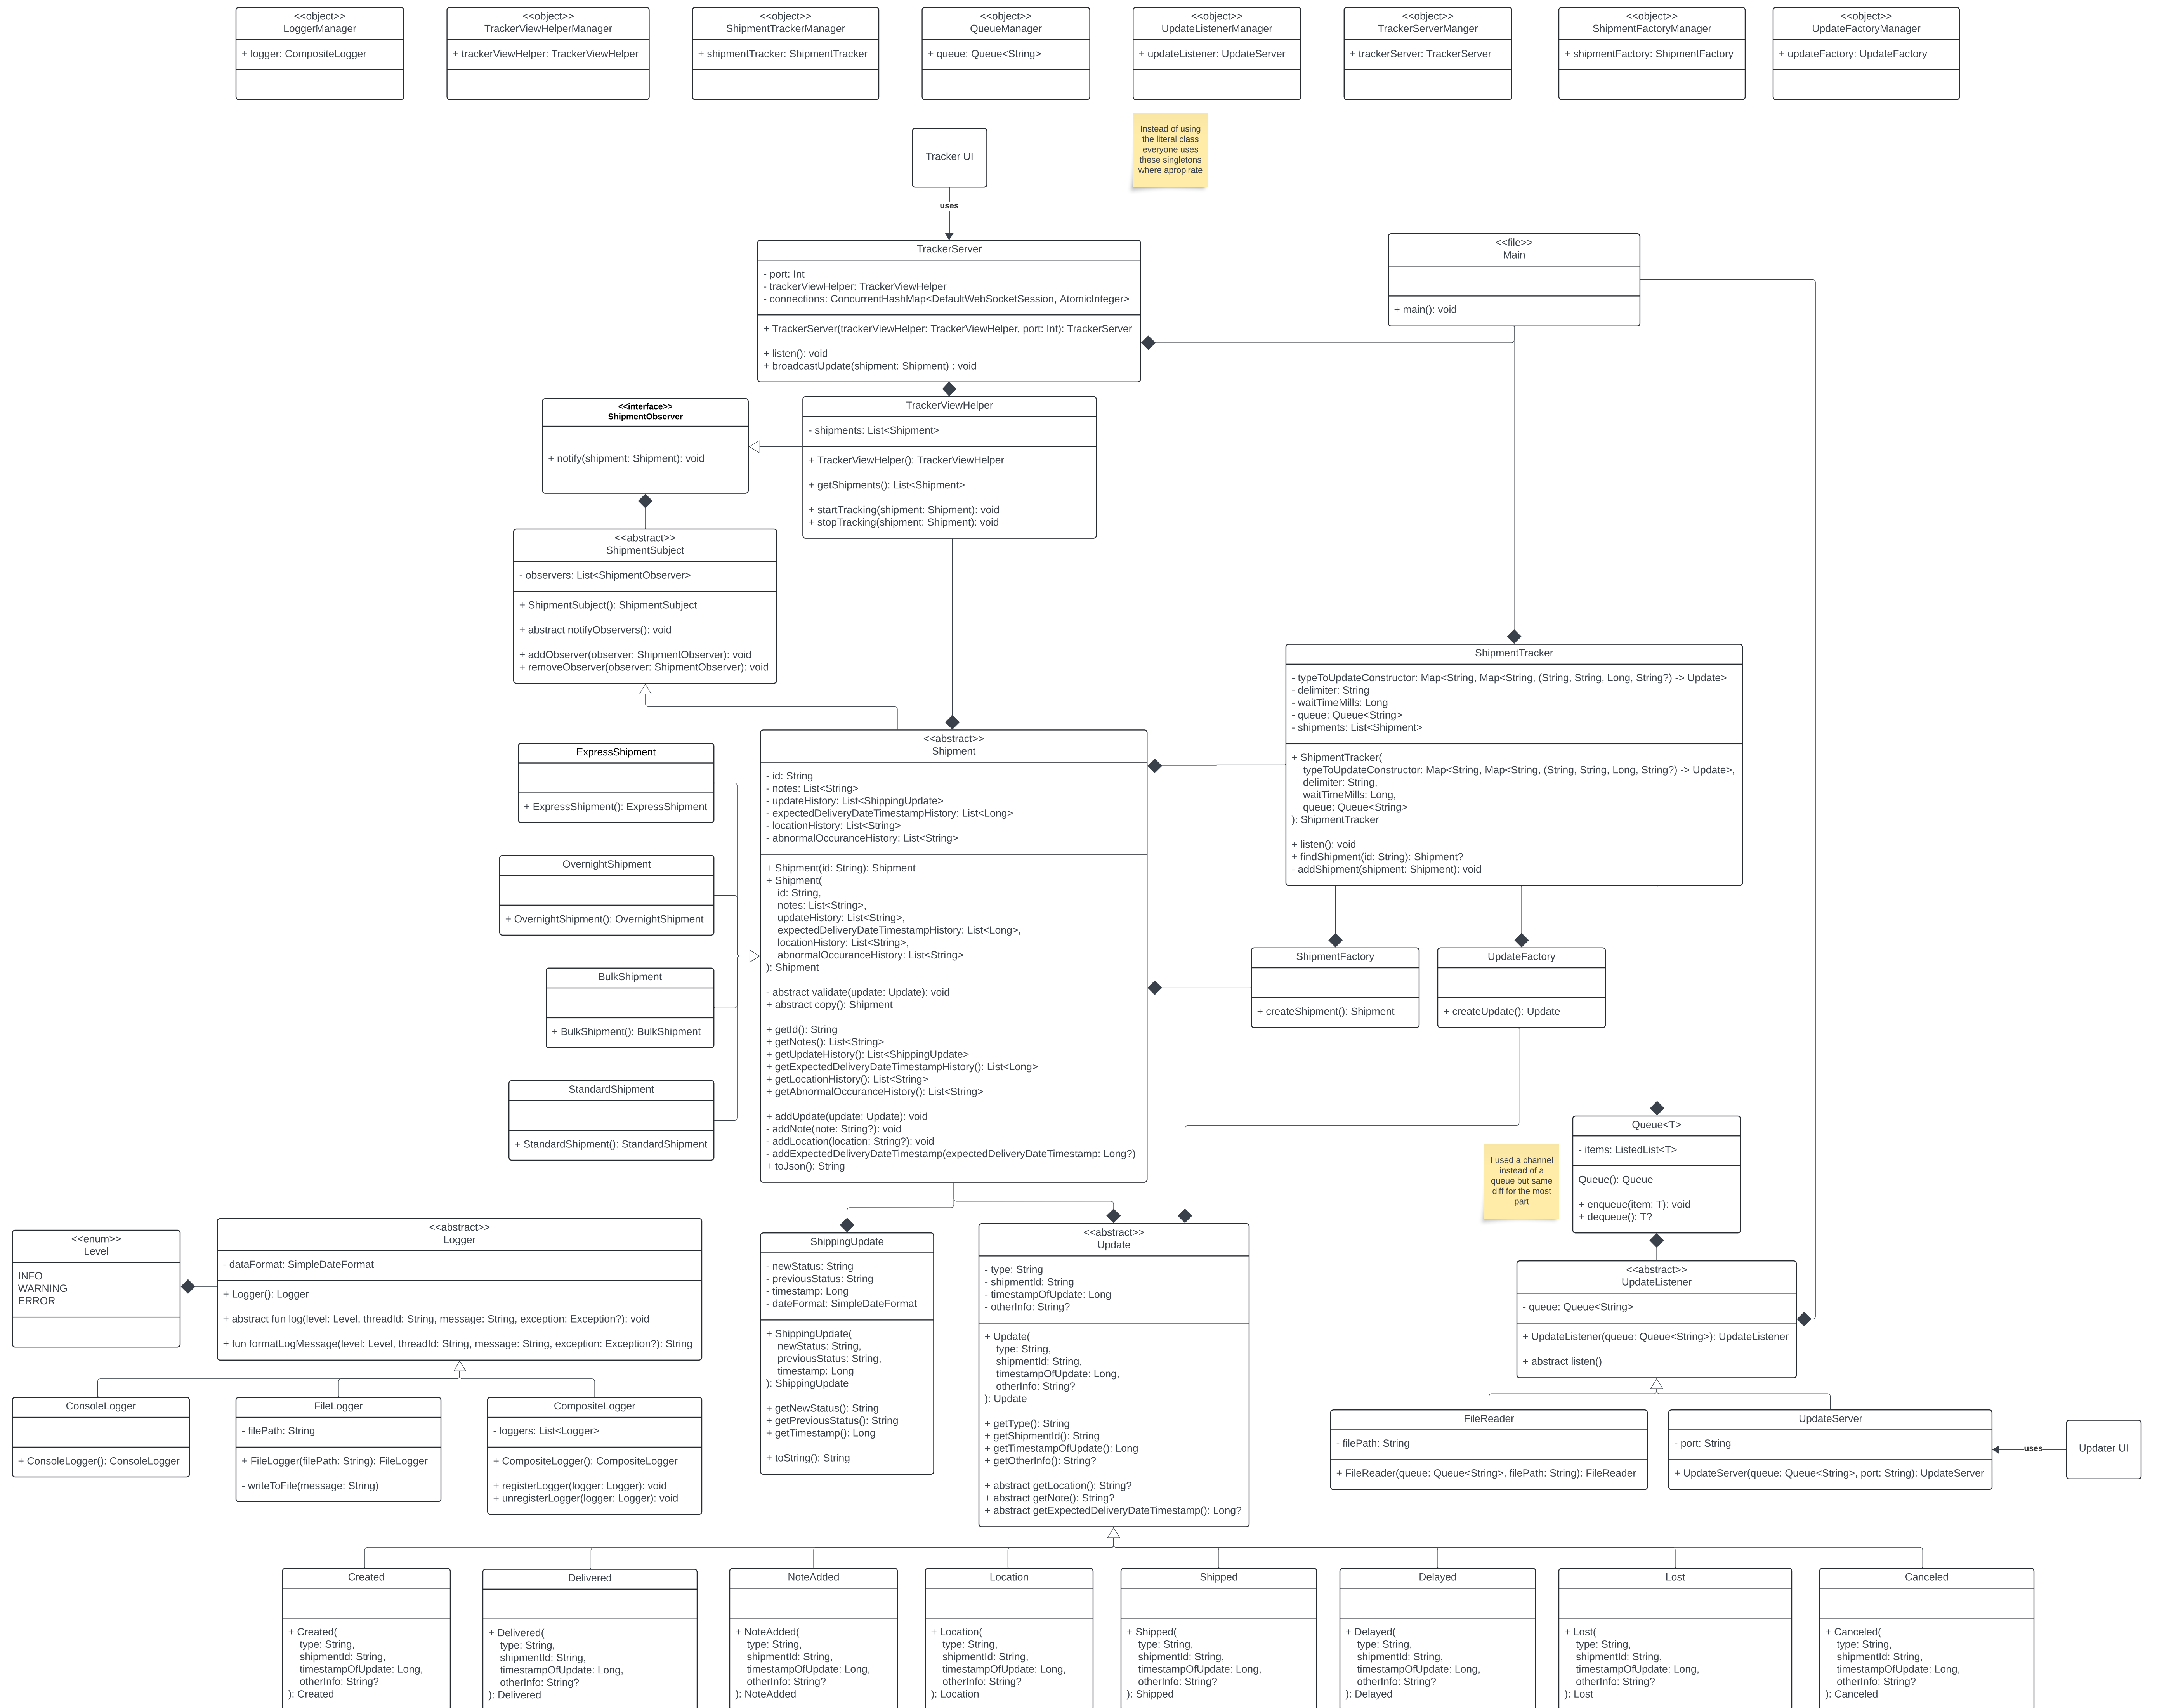 <<object>>
LoggerManager
+ logger: CompositeLogger
<<object>>
TrackerViewHelperManager
+ trackerViewHelper: TrackerViewHelper
<<object>>
ShipmentTrackerManager
+ shipmentTracker: ShipmentTracker
<<object>>
QueueManager
+ queue: Queue<String>
<<object>>
UpdateListenerManager
+ updateListener: UpdateServer
<<object>>
TrackerServerManger
+ trackerServer: TrackerServer
<<object>>
ShipmentFactoryManager
+ shipmentFactory: ShipmentFactory
<<object>>
UpdateFactoryManager
+ updateFactory: UpdateFactory
Instead of using
the literal class
everyone uses
these singletons
where apropirate
Tracker UI
uses
TrackerServer
- port: Int
- trackerViewHelper: TrackerViewHelper
- connections: ConcurrentHashMap<DefaultWebSocketSession, AtomicInteger>
+ TrackerServer(trackerViewHelper: TrackerViewHelper, port: Int): TrackerServer
+ listen(): void
+ broadcastUpdate(shipment: Shipment) : void
<<file>>
Main
+ main(): void
<<interface>>
ShipmentObserver
+ notify(shipment: Shipment): void
TrackerViewHelper
- shipments: List<Shipment>
+ TrackerViewHelper(): TrackerViewHelper
+ getShipments(): List<Shipment>
+ startTracking(shipment: Shipment): void
+ stopTracking(shipment: Shipment): void
<<abstract>>
ShipmentSubject
- observers: List<ShipmentObserver>
+ ShipmentSubject(): ShipmentSubject
+ abstract notifyObservers(): void
+ addObserver(observer: ShipmentObserver): void
+ removeObserver(observer: ShipmentObserver): void
ShipmentTracker
- typeToUpdateConstructor: Map<String, Map<String, (String, String, Long, String?) -> Update>
- delimiter: String
- waitTimeMills: Long
- queue: Queue<String>
- shipments: List<Shipment>
+ ShipmentTracker(
typeToUpdateConstructor: Map<String, Map<String, (String, String, Long, String?) -> Update>,
delimiter: String,
waitTimeMills: Long,
queue: Queue<String>
): ShipmentTracker
+ listen(): void
+ findShipment(id: String): Shipment?
- addShipment(shipment: Shipment): void
ExpressShipment
+ ExpressShipment(): ExpressShipment
OvernightShipment
+ OvernightShipment(): OvernightShipment
BulkShipment
+ BulkShipment(): BulkShipment
StandardShipment
+ StandardShipment(): StandardShipment
<<abstract>>
Shipment
- id: String
- notes: List<String>
- updateHistory: List<ShippingUpdate>
- expectedDeliveryDateTimestampHistory: List<Long>
- locationHistory: List<String>
- abnormalOccuranceHistory: List<String>
+ Shipment(id: String): Shipment
+ Shipment(
id: String,
notes: List<String>,
updateHistory: List<String>,
expectedDeliveryDateTimestampHistory: List<Long>,
locationHistory: List<String>,
abnormalOccuranceHistory: List<String>
): Shipment
- abstract validate(update: Update): void
+ abstract copy(): Shipment
+ getId(): String
+ getNotes(): List<String>
+ getUpdateHistory(): List<ShippingUpdate>
+ getExpectedDeliveryDateTimestampHistory(): List<Long>
+ getLocationHistory(): List<String>
+ getAbnormalOccuranceHistory(): List<String>
+ addUpdate(update: Update): void
- addNote(note: String?): void
- addLocation(location: String?): void
- addExpectedDeliveryDateTimestamp(expectedDeliveryDateTimestamp: Long?)
+ toJson(): String
ShipmentFactory
+ createShipment(): Shipment
UpdateFactory
+ createUpdate(): Update
I used a channel
instead of a
queue but same
diff for the most
part
Queue<T>
- items: ListedList<T>
Queue(): Queue
+ enqueue(item: T): void
+ dequeue(): T?
<<enum>>
Level
INFO
WARNING
ERROR
<<abstract>>
Logger
- dataFormat: SimpleDateFormat
+ Logger(): Logger
+ abstract fun log(level: Level, threadId: String, message: String, exception: Exception?): void
+ fun formatLogMessage(level: Level, threadId: String, message: String, exception: Exception?): String
ShippingUpdate
- newStatus: String
- previousStatus: String
- timestamp: Long
- dateFormat: SimpleDateFormat
+ ShippingUpdate(
newStatus: String,
previousStatus: String,
timestamp: Long
): ShippingUpdate
+ getNewStatus(): String
+ getPreviousStatus(): String
+ getTimestamp(): Long
+ toString(): String
<<abstract>>
Update
- type: String
- shipmentId: String
- timestampOfUpdate: Long
- otherInfo: String?
+ Update(
type: String,
shipmentId: String,
timestampOfUpdate: Long,
otherInfo: String?
): Update
+ getType(): String
+ getShipmentId(): String
+ getTimestampOfUpdate(): Long
+ getOtherInfo(): String?
+ abstract getLocation(): String?
+ abstract getNote(): String?
+ abstract getExpectedDeliveryDateTimestamp(): Long?
<<abstract>>
UpdateListener
- queue: Queue<String>
+ UpdateListener(queue: Queue<String>): UpdateListener
+ abstract listen()
ConsoleLogger
+ ConsoleLogger(): ConsoleLogger
FileLogger
- filePath: String
+ FileLogger(filePath: String): FileLogger
- writeToFile(message: String)
CompositeLogger
- loggers: List<Logger>
+ CompositeLogger(): CompositeLogger
+ registerLogger(logger: Logger): void
+ unregisterLogger(logger: Logger): void
FileReader
- filePath: String
+ FileReader(queue: Queue<String>, filePath: String): FileReader
UpdateServer
- port: String
+ UpdateServer(queue: Queue<String>, port: String): UpdateServer
uses
Updater UI
Created
+ Created(
type: String,
shipmentId: String,
timestampOfUpdate: Long,
otherInfo: String?
): Created
Delivered
+ Delivered(
type: String,
shipmentId: String,
timestampOfUpdate: Long,
otherInfo: String?
): Delivered
NoteAdded
+ NoteAdded(
type: String,
shipmentId: String,
timestampOfUpdate: Long,
otherInfo: String?
): NoteAdded
Location
+ Location(
type: String,
shipmentId: String,
timestampOfUpdate: Long,
otherInfo: String?
): Location
Shipped
+ Shipped(
type: String,
shipmentId: String,
timestampOfUpdate: Long,
otherInfo: String?
): Shipped
Delayed
+ Delayed(
type: String,
shipmentId: String,
timestampOfUpdate: Long,
otherInfo: String?
): Delayed
Lost
+ Lost(
type: String,
shipmentId: String,
timestampOfUpdate: Long,
otherInfo: String?
): Lost
Canceled
+ Canceled(
type: String,
shipmentId: String,
timestampOfUpdate: Long,
otherInfo: String?
): Canceled